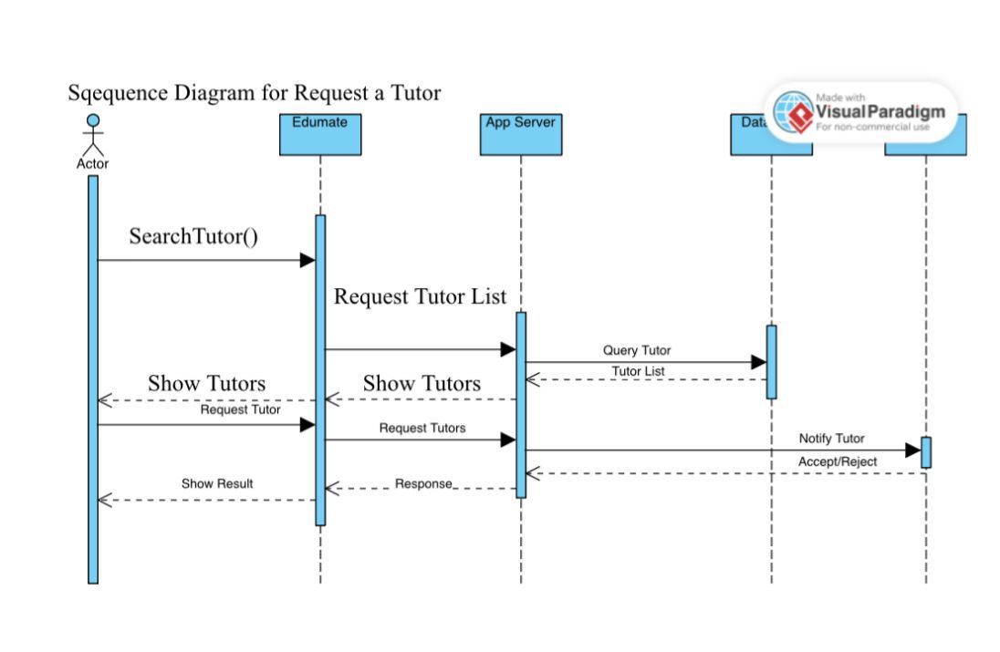 Sqequence Diagram for Request a Tutor
Made with
Visual Paradigm
For non-commercial use
Actor
Edumate
App Server
SearchTutor()
Request Tutor List
Query Tutor
Tutor List
Show Tutors
Show Tutors
Request Tutor
Request Tutors
Notify Tutor
Accept/Reject
Show Result
Response